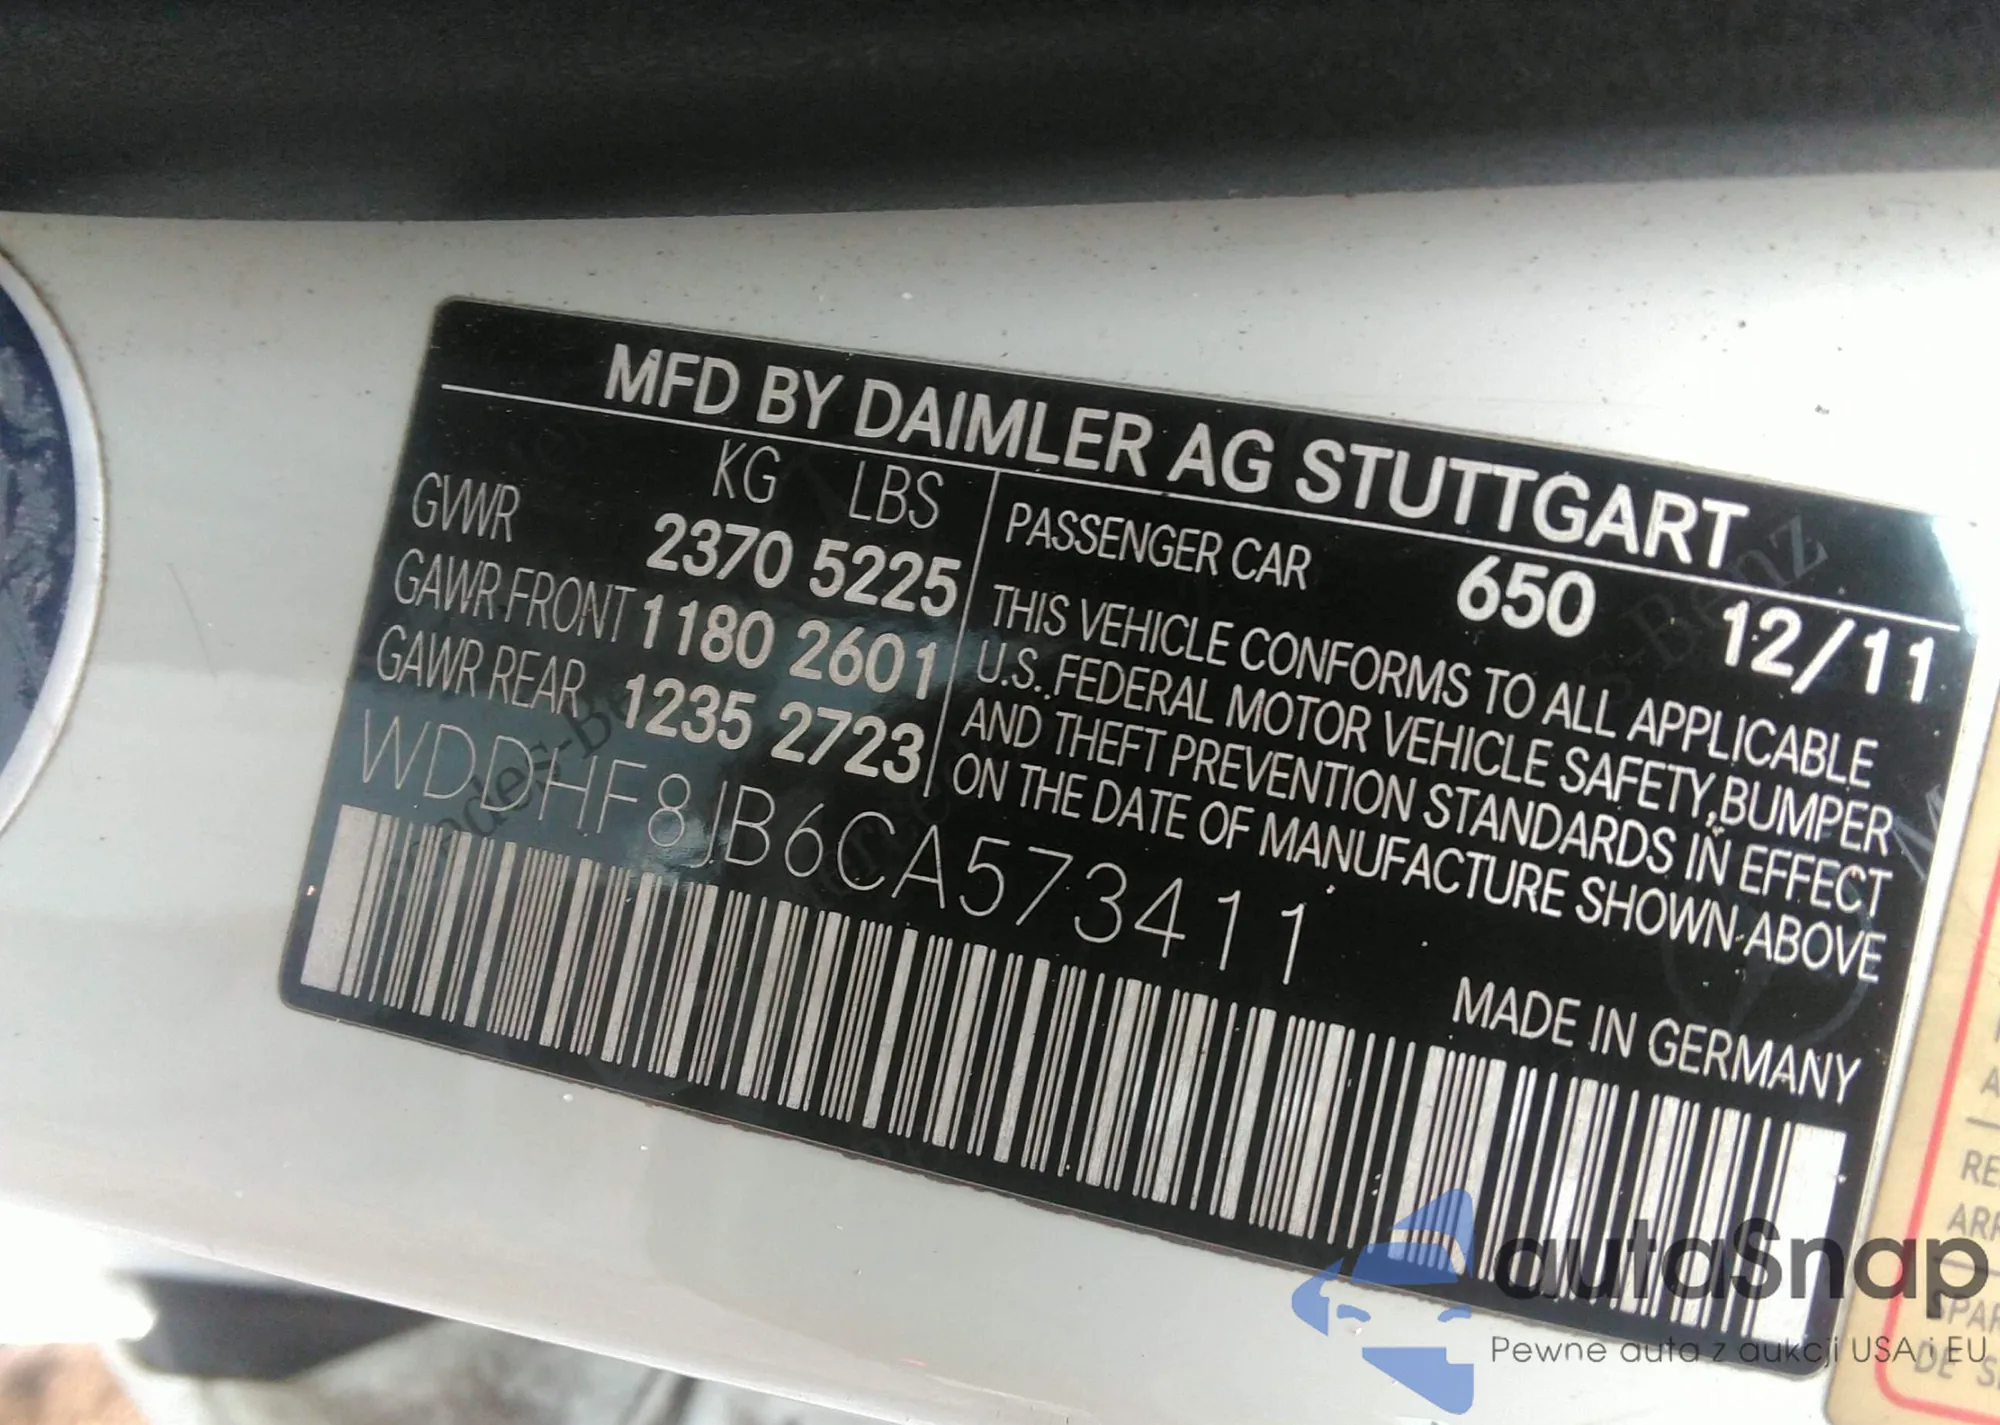 MFD BY DAIMLER AG STUTTGART
KG LBS
GVWR 2370 5225
GAWR FRONT 1180 2601
GAWR REAR 1235 2723
PASSENGER CAR 650 12/11
THIS VEHICLE CONFORMS TO ALL APPLICABLE
U.S. FEDERAL MOTOR VEHICLE SAFETY, BUMPER
AND THEFT PREVENTION STANDARDS IN EFFECT
ON THE DATE OF MANUFACTURE SHOWN ABOVE
WDDHF8JB6CA573411
MADE IN GERMANY
autaSnap
Pewne auta z aukcji USA i EU